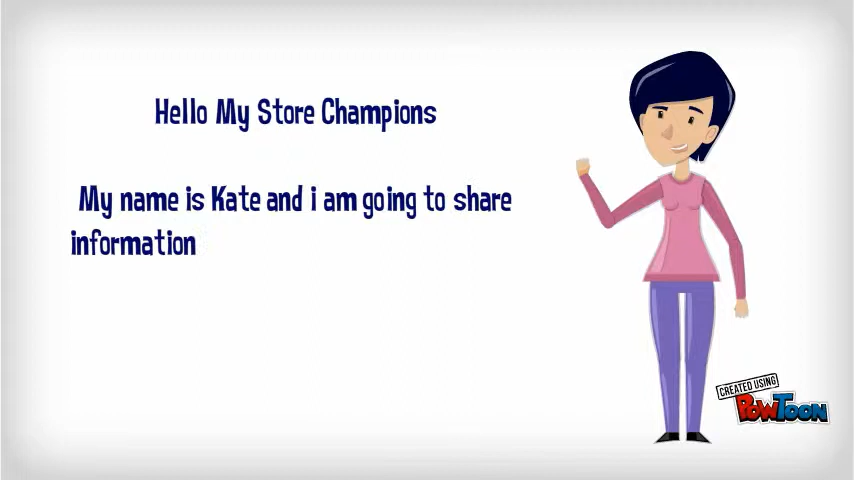 Hello My Store Champions
My name is Kate and i am going to share
information
CREATED USING
POWTOON